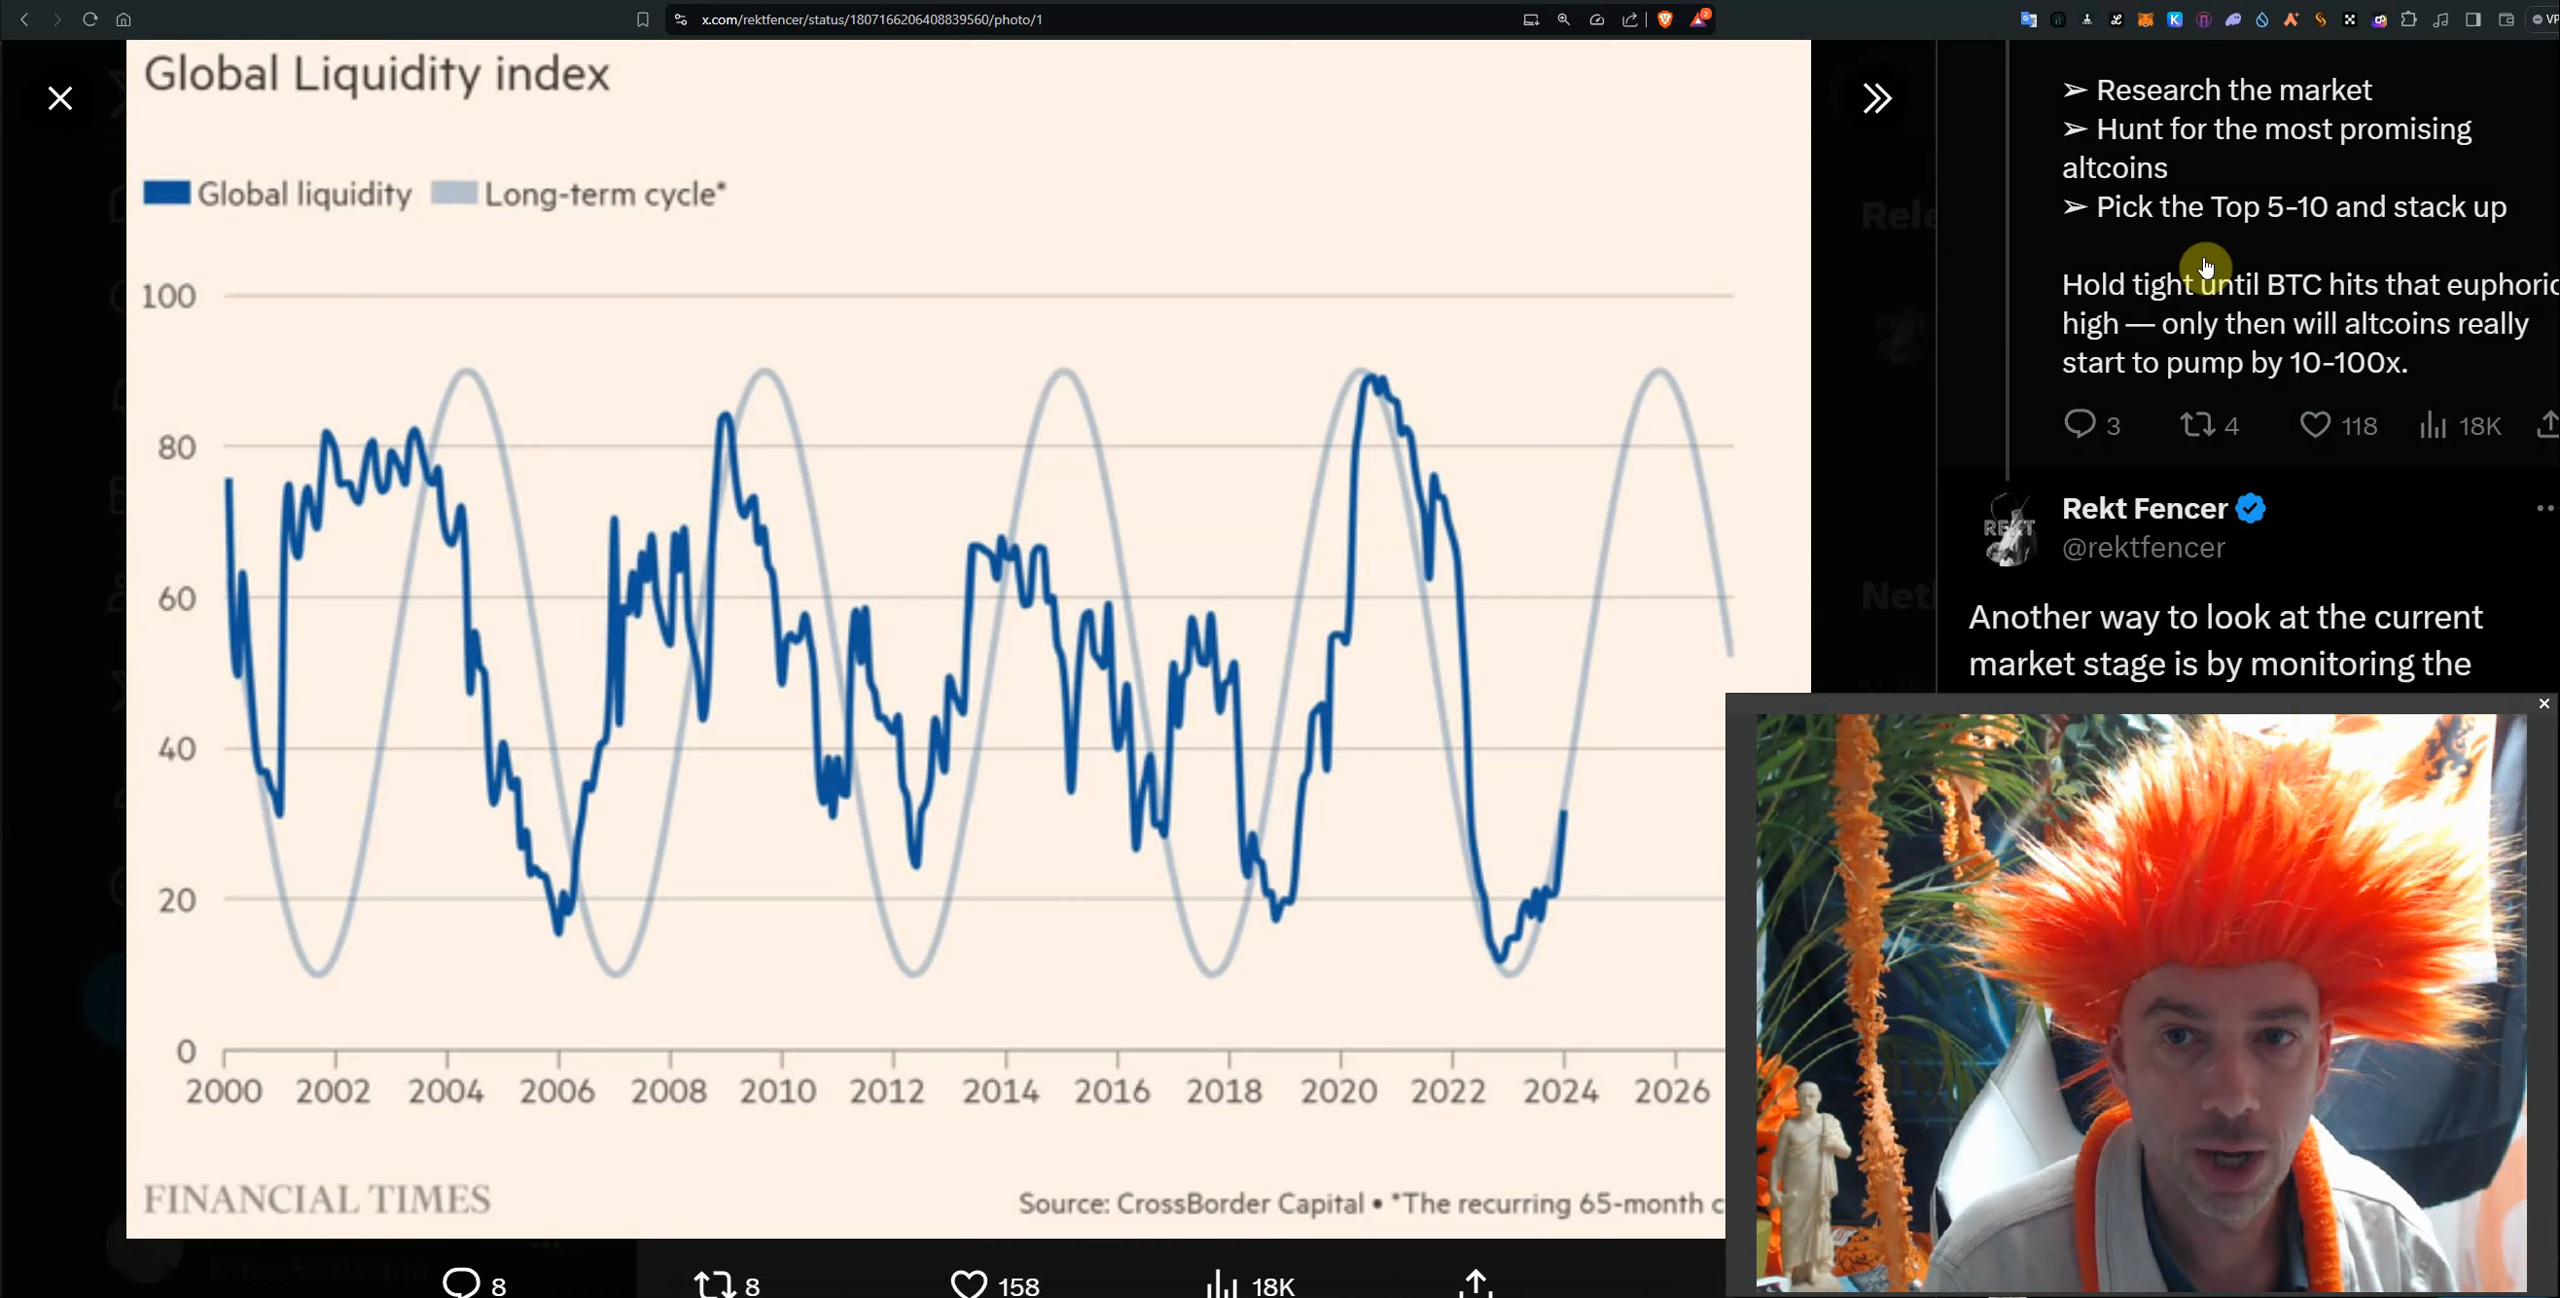 x.com/rektfencer/status/1807166206408839560/photo/1
Global Liquidity index
Global liquidity
Long-term cycle*
100
80
60
40
20
0
2000 2002 2004 2006 2008 2010 2012 2014 2016 2018 2020 2022 2024 2026
FINANCIAL TIMES
Source: CrossBorder Capital • *The recurring 65-month c
8 8 158 18K
➢ Research the market
➢ Hunt for the most promising
altcoins
➢ Pick the Top 5-10 and stack up
Hold tight until BTC hits that euphoric
high — only then will altcoins really
start to pump by 10-100x.
3 4 118 18K
REKT
Rekt Fencer
@rektfencer
Another way to look at the current
market stage is by monitoring the